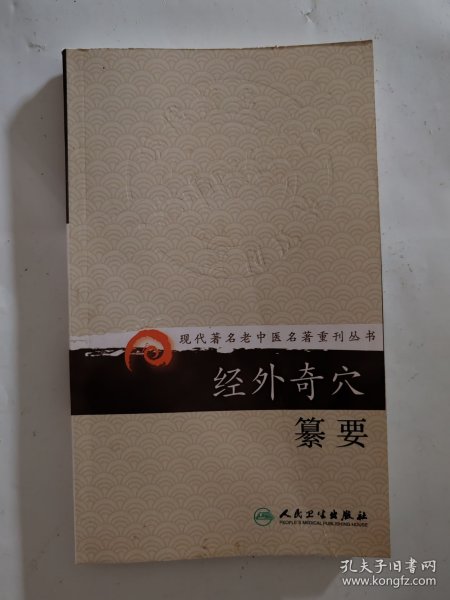 现代著名老中医名著重刊丛书
经外奇穴
纂要
人民卫生出版社
PEOPLE'S MEDICAL PUBLISHING HOUSE
孔夫子旧书网
www.kongfz.com